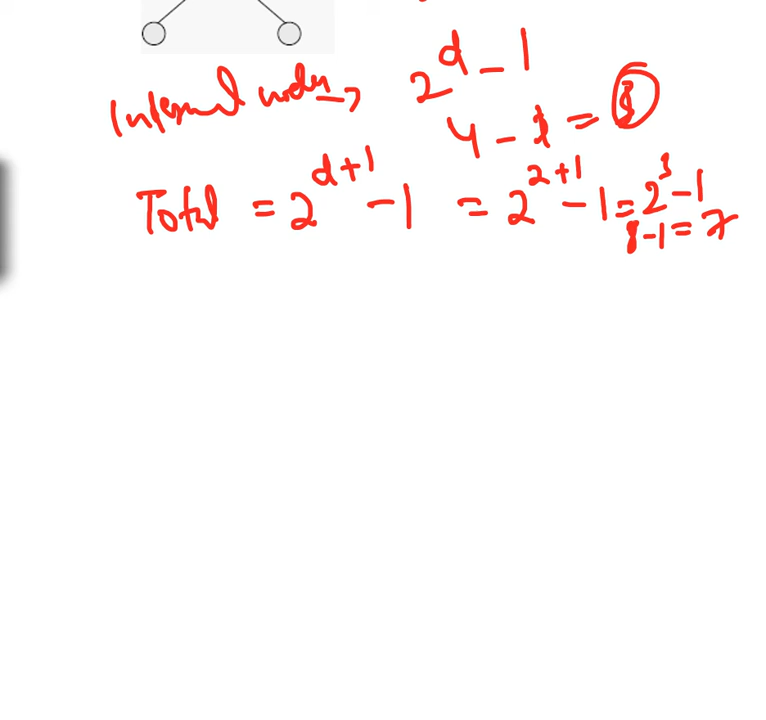 Internal nodes → 2^d - 1
4 - 1 = 3
Total = 2^(d+1) - 1 = 2^(2+1) - 1 = 2^3 - 1
8 - 1 = 7